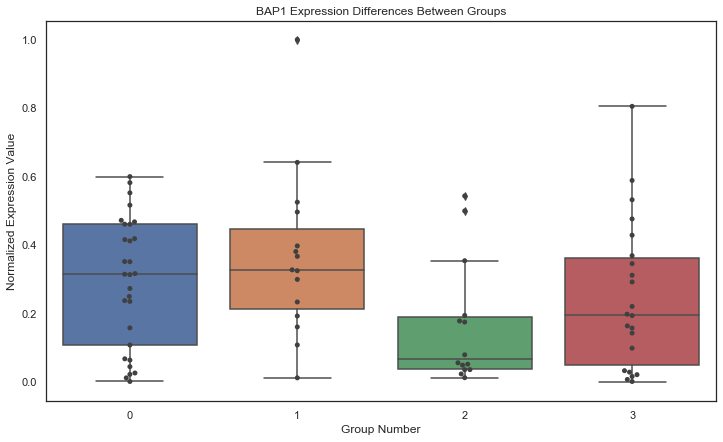 BAP1 Expression Differences Between Groups
Normalized Expression Value
1.0
0.8
0.6
0.4
0.2
0.0
0 1 2 3
Group Number